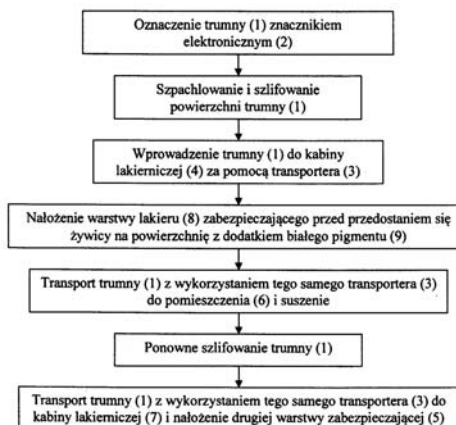 Oznaczenie trumny (1) znacznikiem
elektronicznym (2)
Szpachlowanie i szlifowanie
powierzchni trumny (1)
Wprowadzenie trumny (1) do kabiny
lakierniczej (4) za pomocą transportera (3)
Nałożenie warstwy lakieru (8) zabezpieczającego przed przedostaniem się
żywicy na powierzchnię z dodatkiem białego pigmentu (9)
Transport trumny (1) z wykorzystaniem tego samego transportera (3)
do pomieszczenia (6) i suszenie
Ponowne szlifowanie trumny (1)
Transport trumny (1) z wykorzystaniem tego samego transportera (3) do
kabiny lakierniczej (7) i nałożenie drugiej warstwy zabezpieczającej (5)